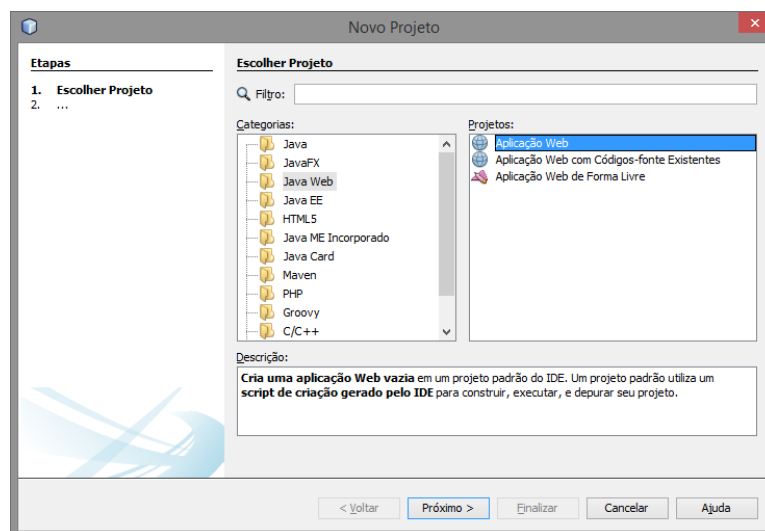 Novo Projeto
Etapas
1. Escolher Projeto
2. ...
Escolher Projeto
Filtro:
Categorias:
Java
JavaFX
Java Web
Java EE
HTML5
Java ME Incorporado
Java Card
Maven
PHP
Groovy
C/C++
Projetos:
Aplicação Web
Aplicação Web com Códigos-fonte Existentes
Aplicação Web de Forma Livre
Descrição:
Cria uma aplicação Web vazia em um projeto padrão do IDE. Um projeto padrão utiliza um
script de criação gerado pelo IDE para construir, executar, e depurar seu projeto.
< Voltar Próximo > Finalizar Cancelar Ajuda